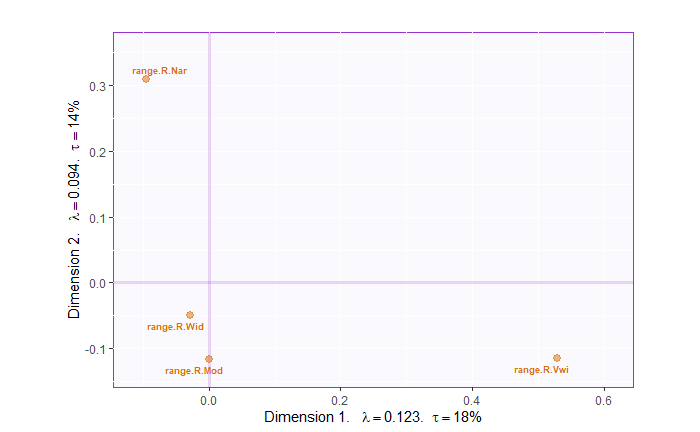 range.R.Nar
0.3
0.2
0.1
0.0
-0.1
Dimension 2. λ = 0.094. τ = 14%
range.R.Wid
range.R.Mod
range.R.Vwi
0.0 0.2 0.4 0.6
Dimension 1. λ = 0.123. τ = 18%